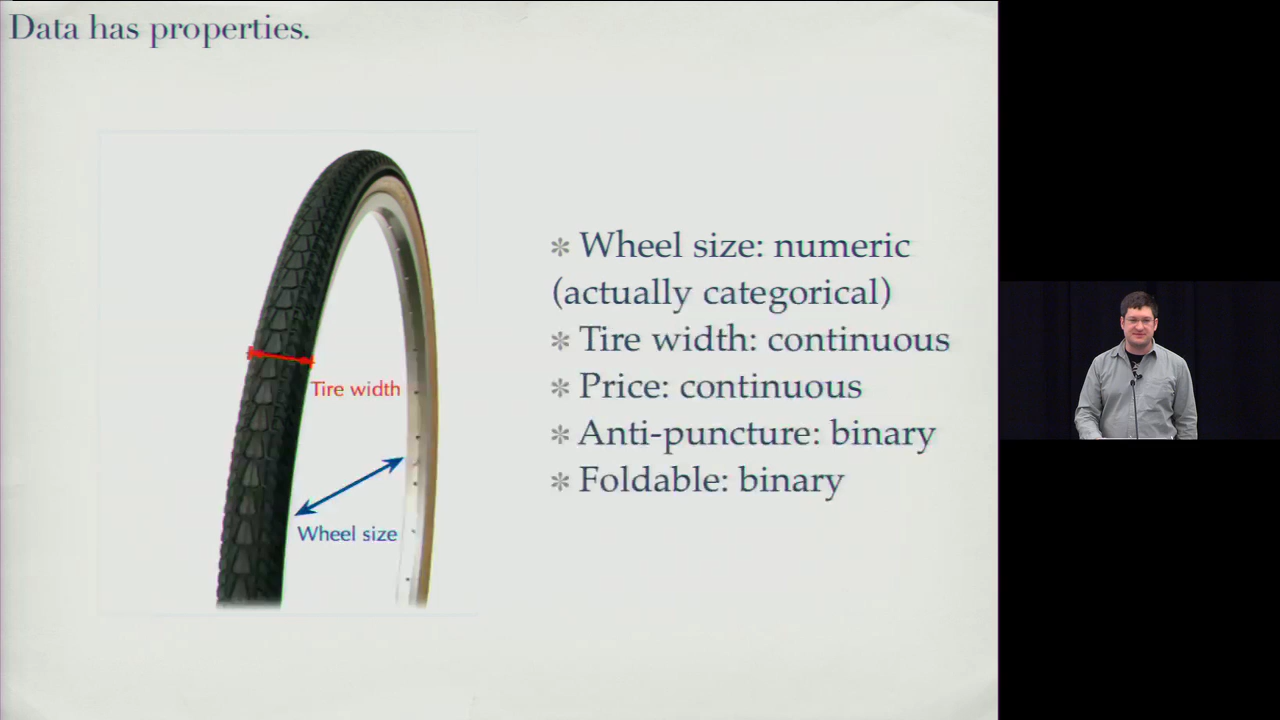 Data has properties.
✻ Wheel size: numeric
(actually categorical)
✻ Tire width: continuous
✻ Price: continuous
✻ Anti-puncture: binary
✻ Foldable: binary
Tire width
Wheel size